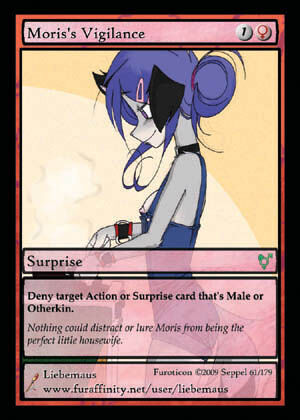 Moris's Vigilance 1
Surprise
Deny target Action or Surprise card that's Male or
Otherkin.
Nothing could distract or lure Moris from being the
perfect little housewife.
Liebemaus
Furoticon ©2009 Seppel 61/179
www.furaffinity.net/user/liebemaus